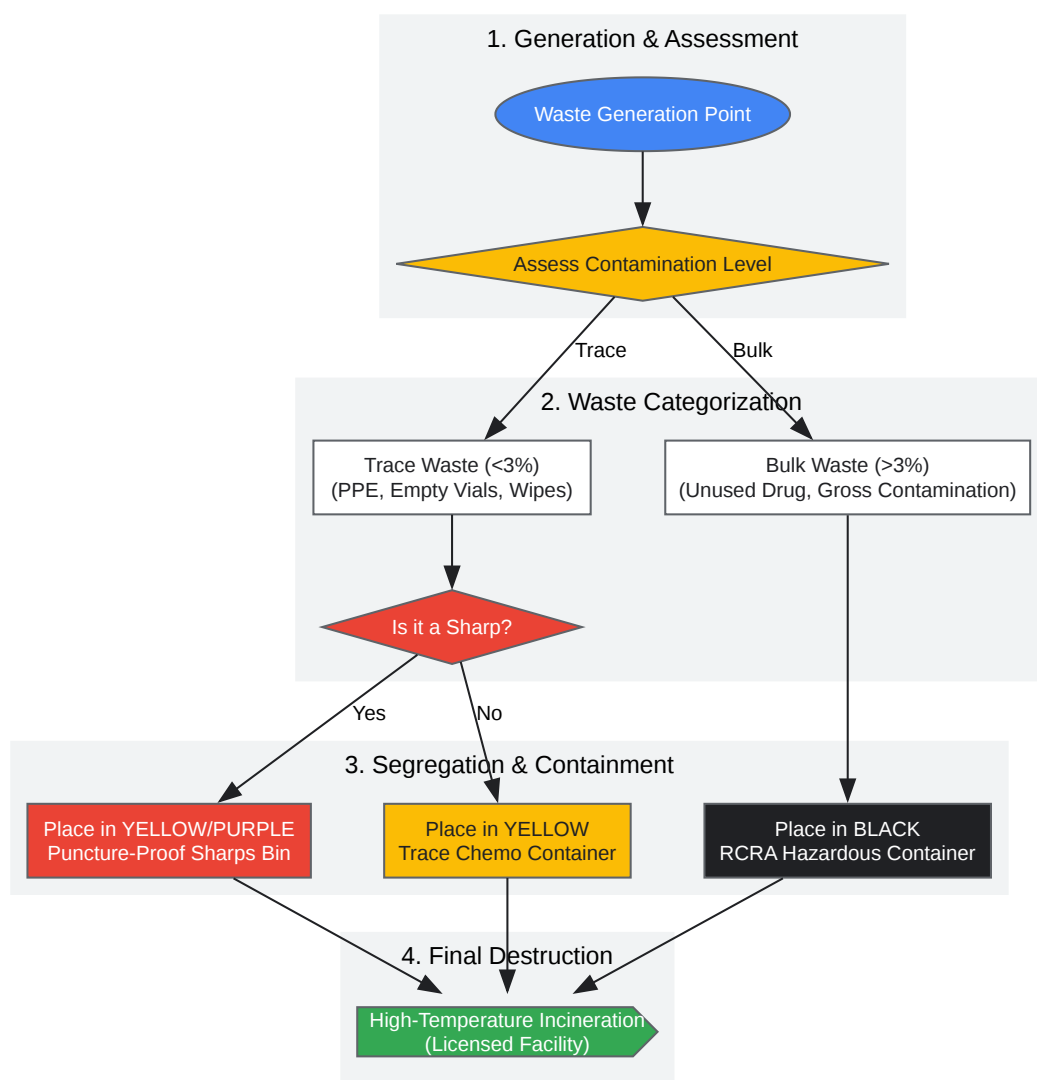 1. Generation & Assessment
Waste Generation Point
Assess Contamination Level
Trace
Bulk
2. Waste Categorization
Trace Waste (<3%)
(PPE, Empty Vials, Wipes)
Bulk Waste (>3%)
(Unused Drug, Gross Contamination)
Is it a Sharp?
Yes
No
3. Segregation & Containment
Place in YELLOW/PURPLE
Puncture-Proof Sharps Bin
Place in YELLOW
Trace Chemo Container
Place in BLACK
RCRA Hazardous Container
4. Final Destruction
High-Temperature Incineration
(Licensed Facility)